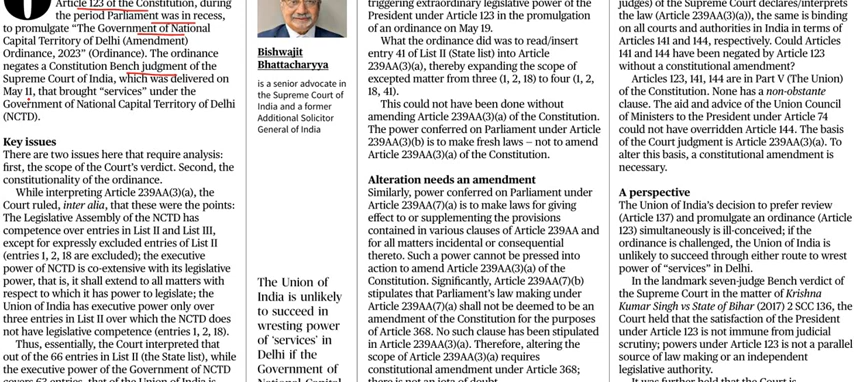 Article 123 of the Constitution, during
the period Parliament was in recess,
to promulgate “The Government of National
Capital Territory of Delhi (Amendment)
Ordinance, 2023” (Ordinance). The ordinance
negates a Constitution Bench judgment of the
Supreme Court of India, which was delivered on
May 11, that brought “services” under the
Government of National Capital Territory of Delhi
(NCTD).
Key issues
There are two issues here that require analysis:
first, the scope of the Court’s verdict. Second, the
constitutionality of the ordinance.
While interpreting Article 239AA(3)(a), the
Court ruled, inter alia, that these were the points:
The Legislative Assembly of the NCTD has
competence over entries in List II and List III,
except for expressly excluded entries of List II
(entries 1, 2, 18 are excluded); the executive
power of NCTD is co-extensive with its legislative
power, that is, it shall extend to all matters with
respect to which it has power to legislate; the
Union of India has executive power only over
three entries in List II over which the NCTD does
not have legislative competence (entries 1, 2, 18).
Thus, essentially, the Court interpreted that
out of the 66 entries in List II (the State list), while
the executive power of the Government of NCTD
covers 63 entries, that of the Union of India is
Bishwajit
Bhattacharyya
is a senior advocate in
the Supreme Court of
India and a former
Additional Solicitor
General of India
The Union of
India is unlikely
to succeed in
wresting power
of ‘services’ in
Delhi if the
Government of
National Capital
triggering extraordinary legislative power of the
President under Article 123 in the promulgation
of an ordinance on May 19.
What the ordinance did was to read/insert
entry 41 of List II (State list) into Article
239AA(3)(a), thereby expanding the scope of
excepted matter from three (1, 2, 18) to four (1, 2,
18, 41).
This could not have been done without
amending Article 239AA(3)(a) of the Constitution.
The power conferred on Parliament under Article
239AA(3)(b) is to make fresh laws – not to amend
Article 239AA(3)(a) of the Constitution.
Alteration needs an amendment
Similarly, power conferred on Parliament under
Article 239AA(7)(a) is to make laws for giving
effect to or supplementing the provisions
contained in various clauses of Article 239AA and
for all matters incidental or consequential
thereto. Such a power cannot be pressed into
action to amend Article 239AA(3)(a) of the
Constitution. Significantly, Article 239AA(7)(b)
stipulates that Parliament’s law making under
Article 239AA(7)(a) shall not be deemed to be an
amendment of the Constitution for the purposes
of Article 368. No such clause has been stipulated
in Article 239AA(3)(a). Therefore, altering the
scope of Article 239AA(3)(a) requires
constitutional amendment under Article 368;
there is not an iota of doubt.
judges) of the Supreme Court declares/interprets
the law (Article 239AA(3)(a)), the same is binding
on all courts and authorities in India in terms of
Articles 141 and 144, respectively. Could Articles
141 and 144 have been negated by Article 123
without a constitutional amendment?
Articles 123, 141, 144 are in Part V (The Union)
of the Constitution. None has a non-obstante
clause. The aid and advice of the Union Council
of Ministers to the President under Article 74
could not have overridden Article 144. The basis
of the Court judgment is Article 239AA(3)(a). To
alter this basis, a constitutional amendment is
necessary.
A perspective
The Union of India’s decision to prefer review
(Article 137) and promulgate an ordinance (Article
123) simultaneously is ill-conceived; if the
ordinance is challenged, the Union of India is
unlikely to succeed through either route to wrest
power of “services” in Delhi.
In the landmark seven-judge Bench verdict of
the Supreme Court in the matter of Krishna
Kumar Singh vs State of Bihar (2017) 2 SCC 136, the
Court held that the satisfaction of the President
under Article 123 is not immune from judicial
scrutiny; powers under Article 123 is not a parallel
source of law making or an independent
legislative authority.
It was further held that the Court is